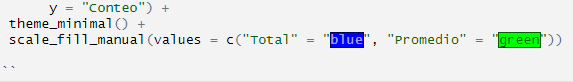 y = "Conteo") +
theme_minimal() +
scale_fill_manual(values = c("Total" = "blue", "Promedio" = "green"))
``